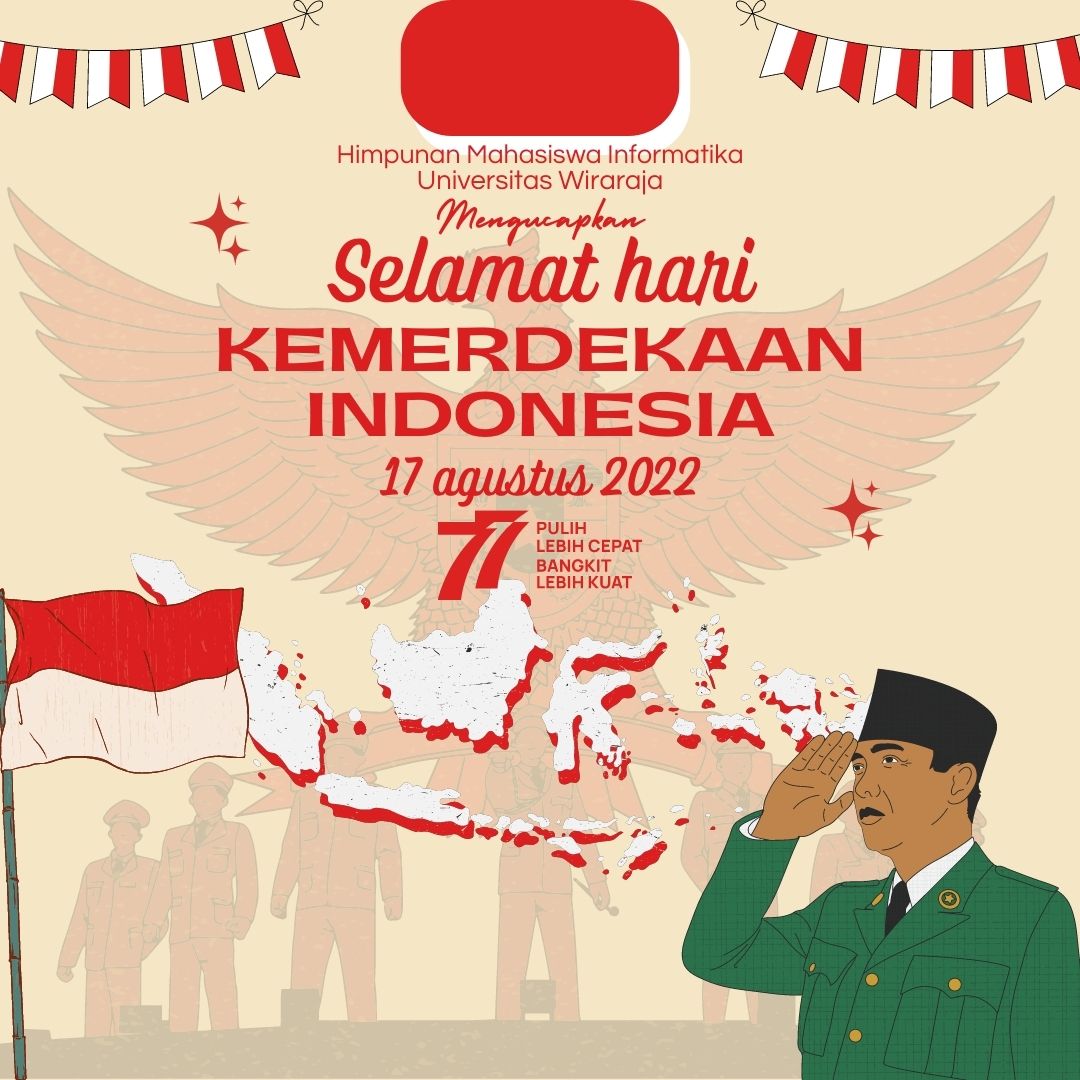 Himpunan Mahasiswa Informatika
Universitas Wiraraja
Mengucapkan
Selamat hari
KEMERDEKAAN
INDONESIA
17 agustus 2022
77
PULIH
LEBIH CEPAT
BANGKIT
LEBIH KUAT